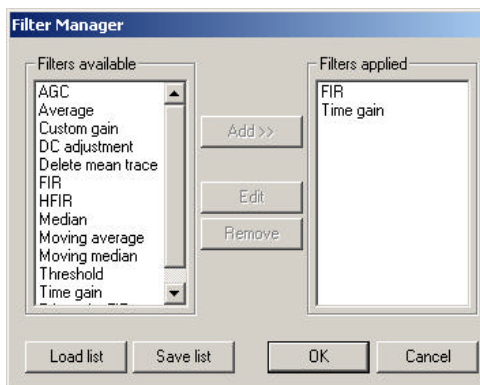 Filter Manager
Filters available
AGC
Average
Custom gain
DC adjustment
Delete mean trace
FIR
HFIR
Median
Moving average
Moving median
Threshold
Time gain
Add >>
Edit
Remove
Filters applied
FIR
Time gain
Load list
Save list
OK
Cancel